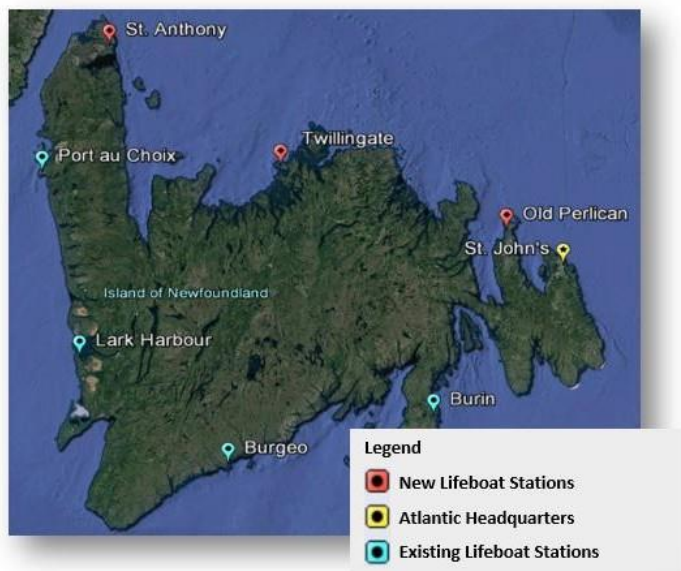 St. Anthony
Twillingate
Port au Choix
Old Perlican
St. John's
Island of Newfoundland
Lark Harbour
Burin
Burgeo
Legend
New Lifeboat Stations
Atlantic Headquarters
Existing Lifeboat Stations